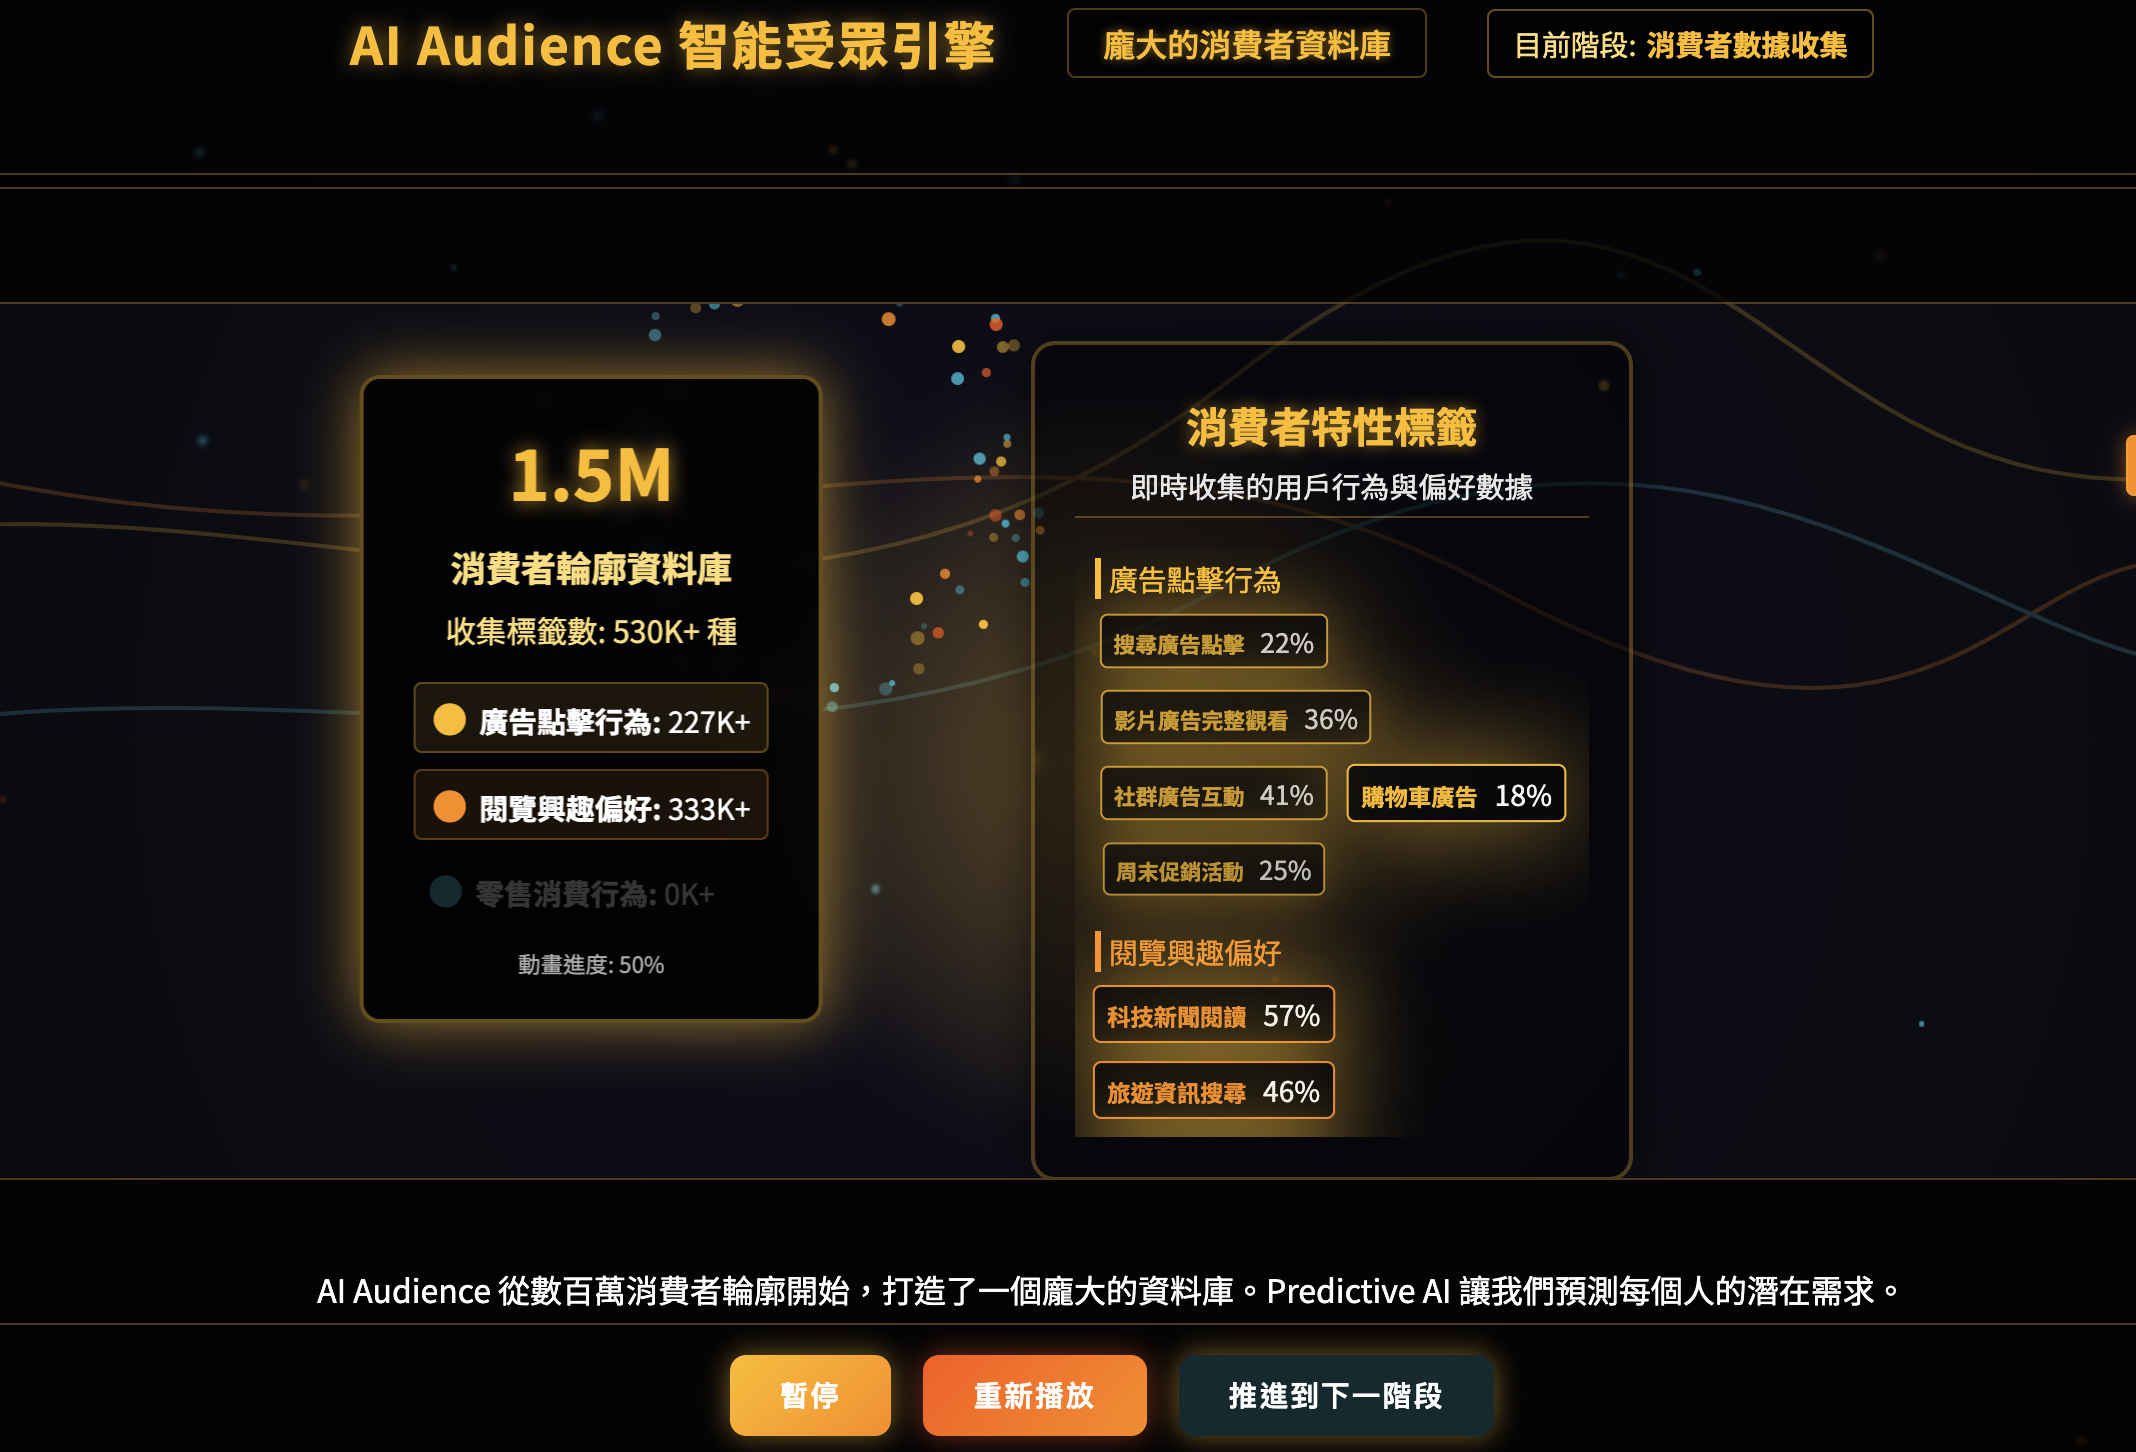 AI Audience 智能受眾引擎
龐大的消費者資料庫
目前階段: 消費者數據收集
1.5M
消費者輪廓資料庫
收集標籤數: 530K+ 種
廣告點擊行為: 227K+
閱覽興趣偏好: 333K+
零售消費行為: 0K+
動畫進度: 50%
消費者特性標籤
即時收集的用戶行為與偏好數據
廣告點擊行為
搜尋廣告點擊 22%
影片廣告完整觀看 36%
社群廣告互動 41%
購物車廣告 18%
周末促銷活動 25%
閱覽興趣偏好
科技新聞閱讀 57%
旅遊資訊搜尋 46%
AI Audience 從數百萬消費者輪廓開始，打造了一個龐大的資料庫。Predictive AI 讓我們預測每個人的潛在需求。
暫停
重新播放
推進到下一階段